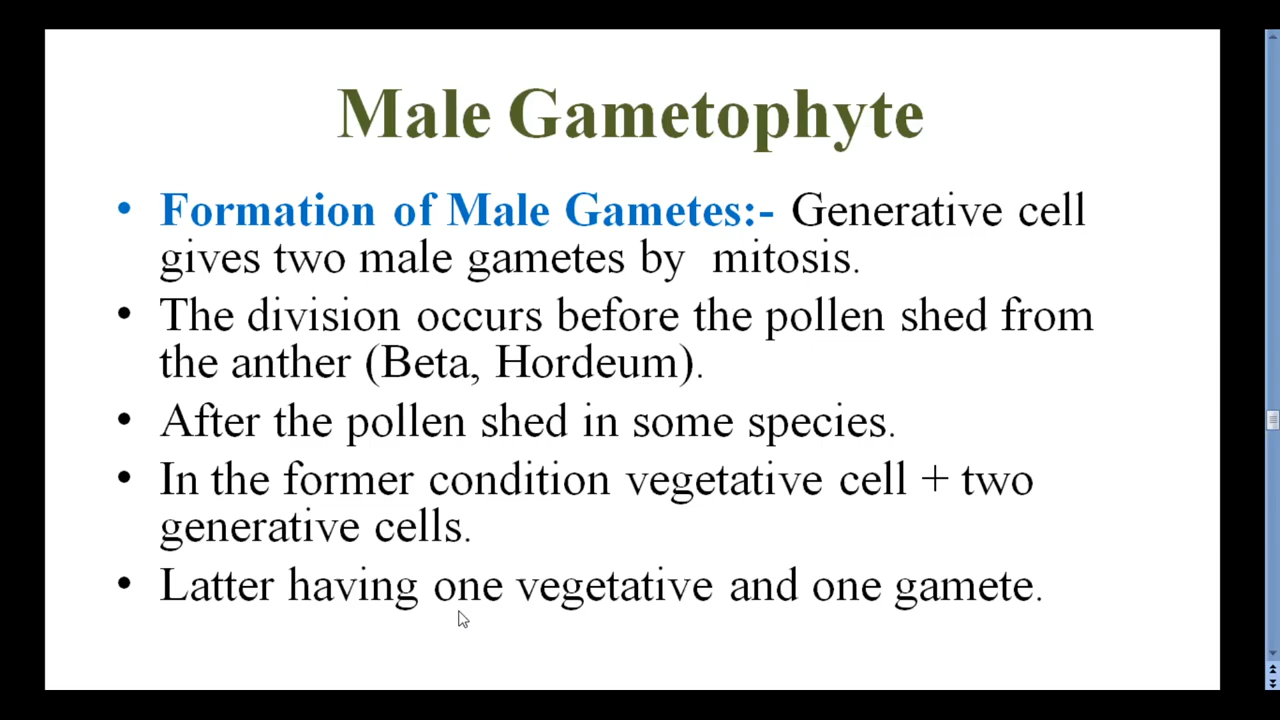 Male Gametophyte
• Formation of Male Gametes:- Generative cell
gives two male gametes by  mitosis.
• The division occurs before the pollen shed from
the anther (Beta, Hordeum).
• After the pollen shed in some species.
• In the former condition vegetative cell + two
generative cells.
• Latter having one vegetative and one gamete.